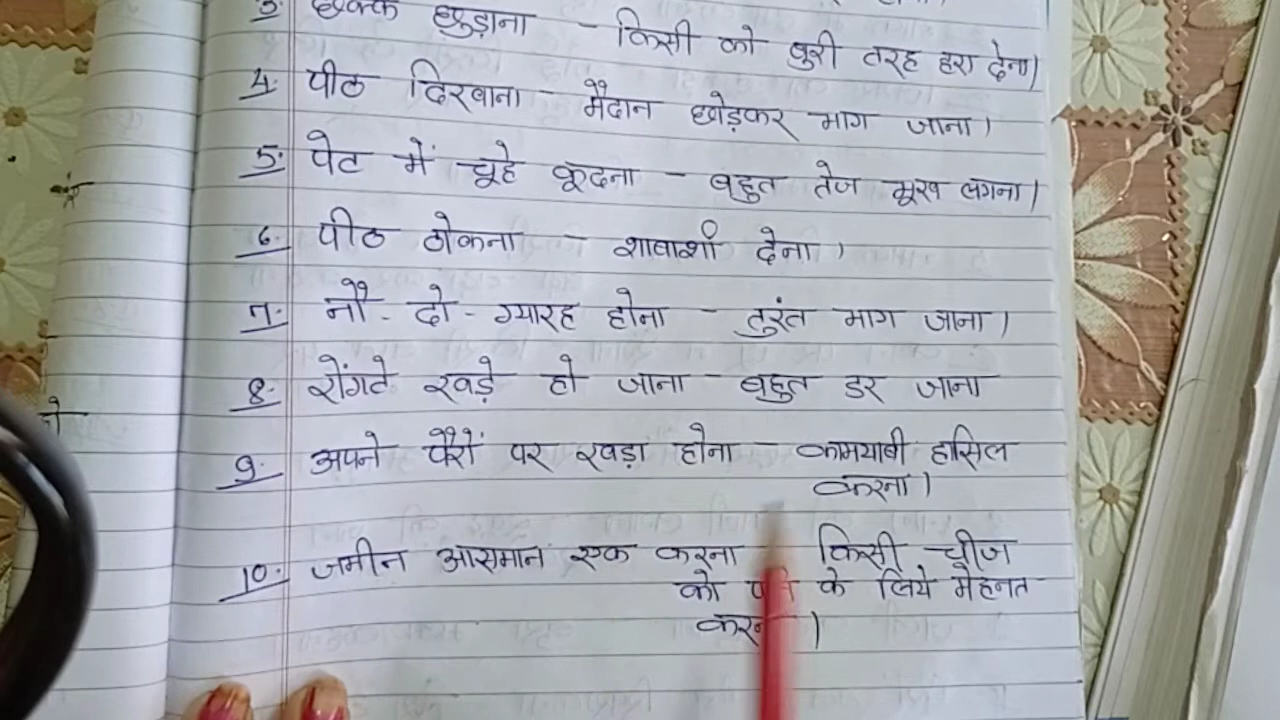 3. छक्के छुड़ाना - किसी को बुरी तरह हरा देना।
4. पीठ दिखाना - मैदान छोड़कर भाग जाना।
5. पेट में चूहे कूदना - बहुत तेज भूख लगना।
6. पीठ ठोकना - शाबाशी देना।
7. नौ - दो - ग्यारह होना - तुरंत भाग जाना।
8. रोंगटे खड़े हो जाना - बहुत डर जाना
9. अपने पैरों पर खड़ा होना - कामयाबी हासिल
करना।
10. जमीन आसमान एक करना किसी चीज
को के लिये मेहनत
करना।